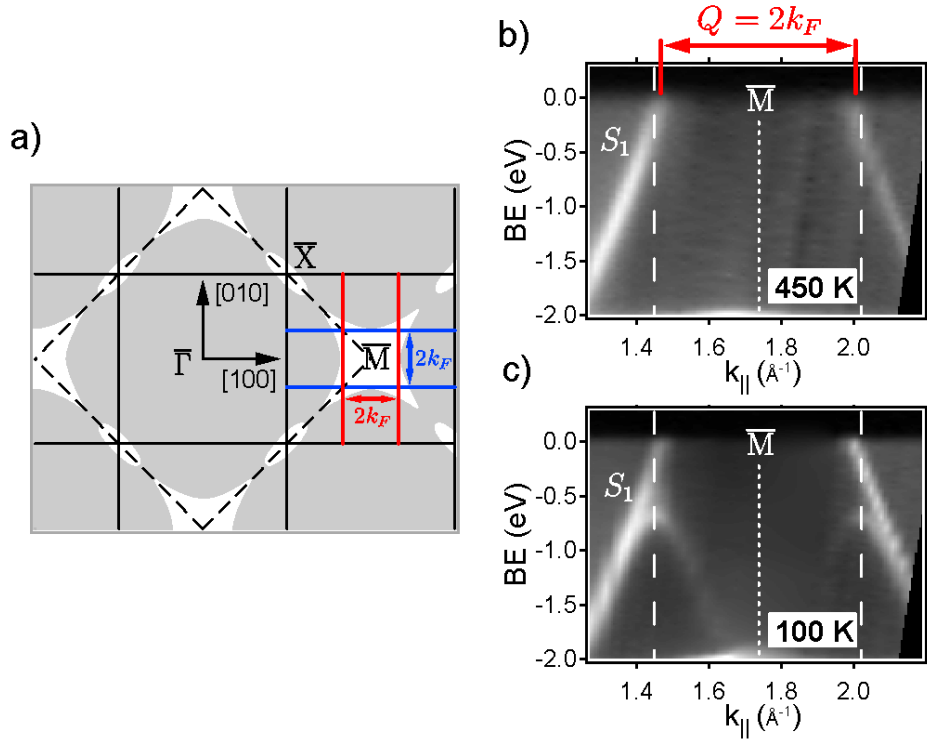 a)
X̅
[010]
Γ̅
[100]
M̅
2k_F
2k_F
b)
Q = 2k_F
M̅
S₁
BE (eV)
0.0
-0.5
-1.0
-1.5
-2.0
450 K
1.4
1.6
1.8
2.0
k_|| (Å⁻¹)
c)
M̅
S₁
BE (eV)
0.0
-0.5
-1.0
-1.5
-2.0
100 K
1.4
1.6
1.8
2.0
k_|| (Å⁻¹)